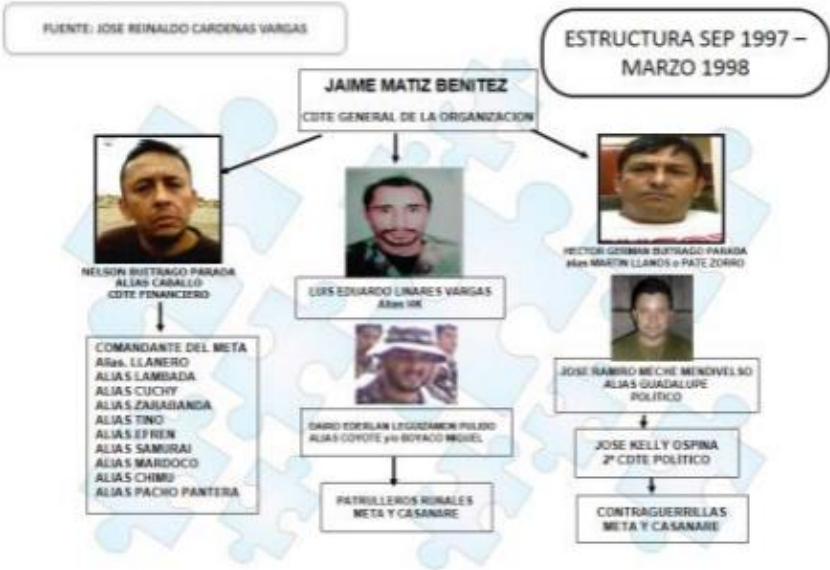 FUENTE: JOSE REINALDO CARDENAS VARGAS
ESTRUCTURA SEP 1997 –
MARZO 1998
JAIME MATIZ BENITEZ
CDTE GENERAL DE LA ORGANIZACION
NELSON BUITRAGO PARADA
ALIAS CABALLO
CDTE FINANCIERO
COMANDANTE DEL META
Alias. LLANERO
ALIAS LAMBADA
ALIAS CUCHY
ALIAS ZARABANDA
ALIAS TINO
ALIAS EFREN
ALIAS SAMURAI
ALIAS MARDOCO
ALIAS CHIMU
ALIAS PACHO PANTERA
LUIS EDUARDO LINARES VARGAS
Alias HK
DAIRO EDERLAN LEGUIZAMON PULIDO
ALIAS COYOTE y/o BOYACO MIGUEL
PATRULLEROS RURALES
META Y CASANARE
HECTOR GERMAN BUITRAGO PARADA
alias MARTIN LLANOS o PATE ZORRO
JOSE RAMIRO MECHE MENDIVELSO
ALIAS GUADALUPE
POLÍTICO
JOSE KELLY OSPINA
2º CDTE POLÍTICO
CONTRAGUERRILLAS
META Y CASANARE